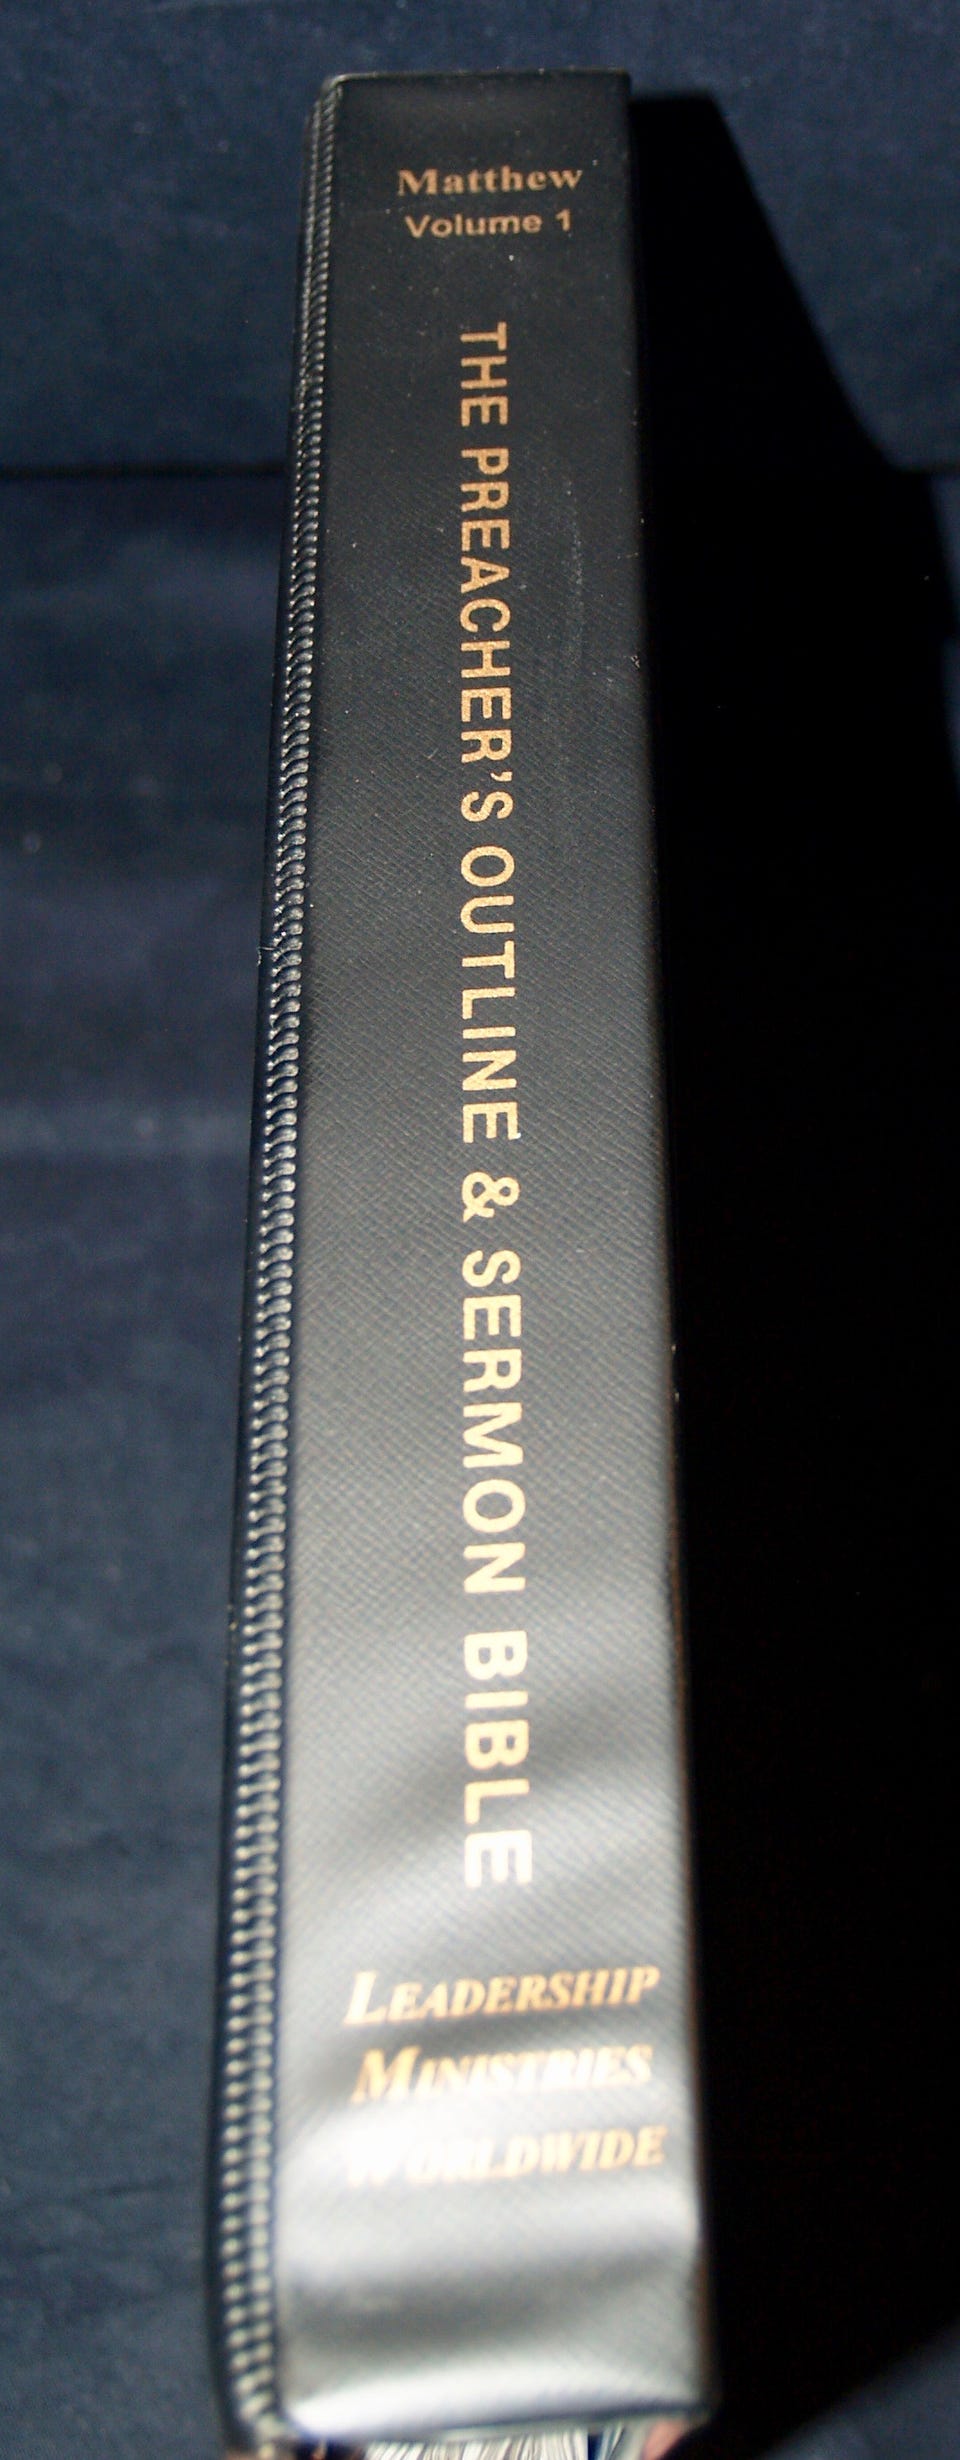 Matthew
Volume 1
THE PREACHER'S OUTLINE & SERMON BIBLE
LEADERSHIP
MINISTRIES
WORLDWIDE